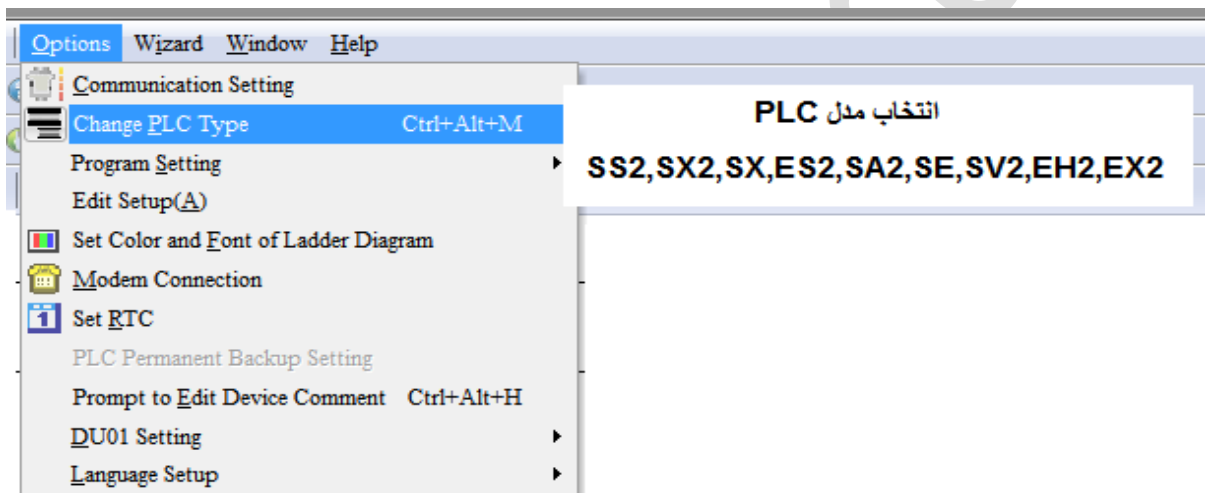 Options Wizard Window Help
Communication Setting
Change PLC Type Ctrl+Alt+M
انتخاب مدل PLC
SS2,SX2,SX,ES2,SA2,SE,SV2,EH2,EX2
Program Setting
Edit Setup(A)
Set Color and Font of Ladder Diagram
Modem Connection
1 Set RTC
PLC Permanent Backup Setting
Prompt to Edit Device Comment Ctrl+Alt+H
DU01 Setting
Language Setup